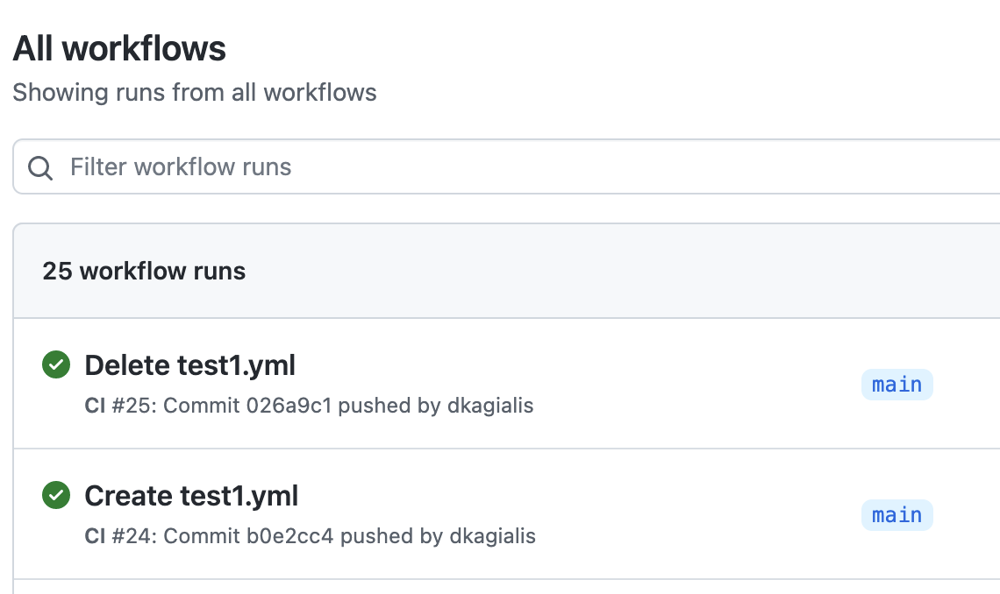 All workflows
Showing runs from all workflows
Filter workflow runs
25 workflow runs
Delete test1.yml
CI #25: Commit 026a9c1 pushed by dkagialis
main
Create test1.yml
CI #24: Commit b0e2cc4 pushed by dkagialis
main